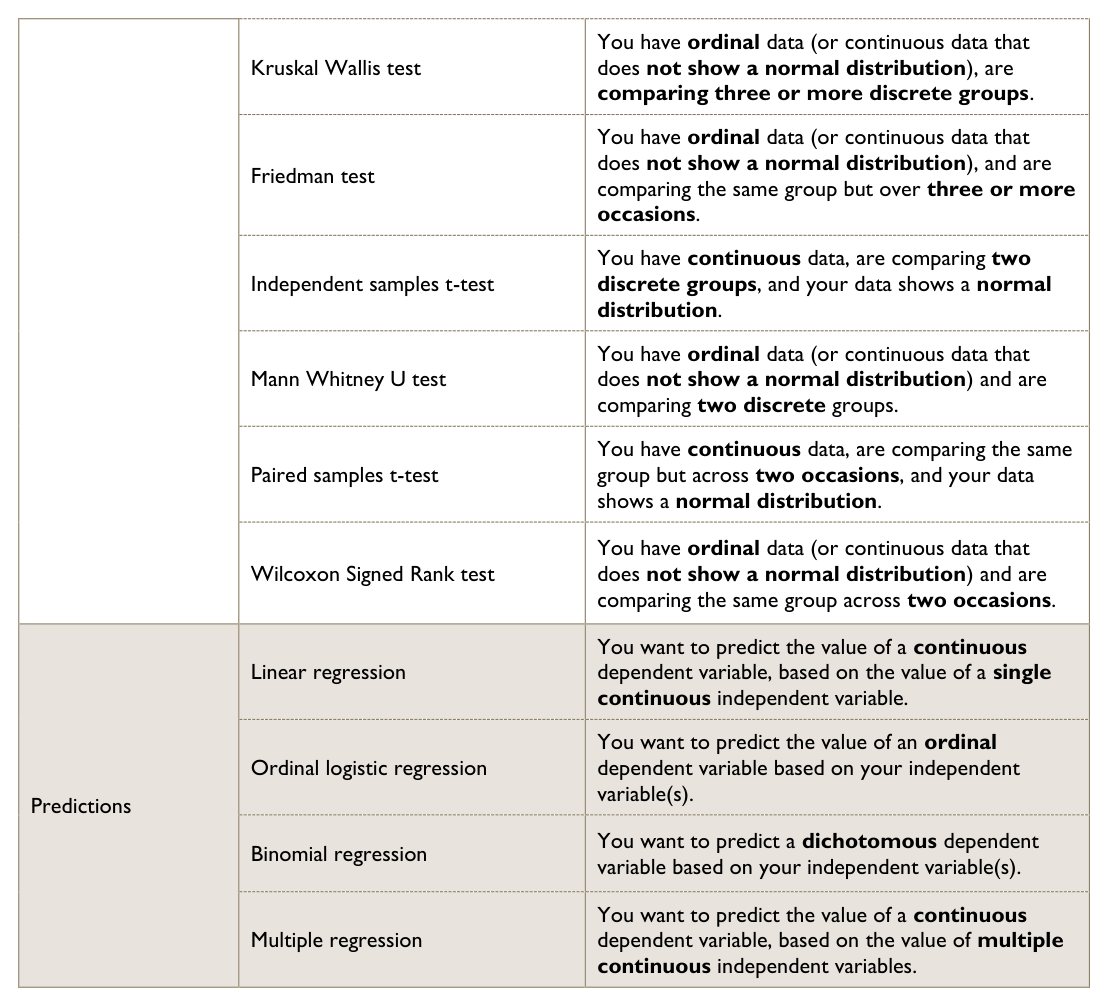 Kruskal Wallis test
You have ordinal data (or continuous data that
does not show a normal distribution), are
comparing three or more discrete groups.
Friedman test
You have ordinal data (or continuous data that
does not show a normal distribution), and are
comparing the same group but over three or more
occasions.
Independent samples t-test
You have continuous data, are comparing two
discrete groups, and your data shows a normal
distribution.
Mann Whitney U test
You have ordinal data (or continuous data that
does not show a normal distribution) and are
comparing two discrete groups.
Paired samples t-test
You have continuous data, are comparing the same
group but across two occasions, and your data
shows a normal distribution.
Wilcoxon Signed Rank test
You have ordinal data (or continuous data that
does not show a normal distribution) and are
comparing the same group across two occasions.
Predictions
Linear regression
You want to predict the value of a continuous
dependent variable, based on the value of a single
continuous independent variable.
Ordinal logistic regression
You want to predict the value of an ordinal
dependent variable based on your independent
variable(s).
Binomial regression
You want to predict a dichotomous dependent
variable based on your independent variable(s).
Multiple regression
You want to predict the value of a continuous
dependent variable, based on the value of multiple
continuous independent variables.